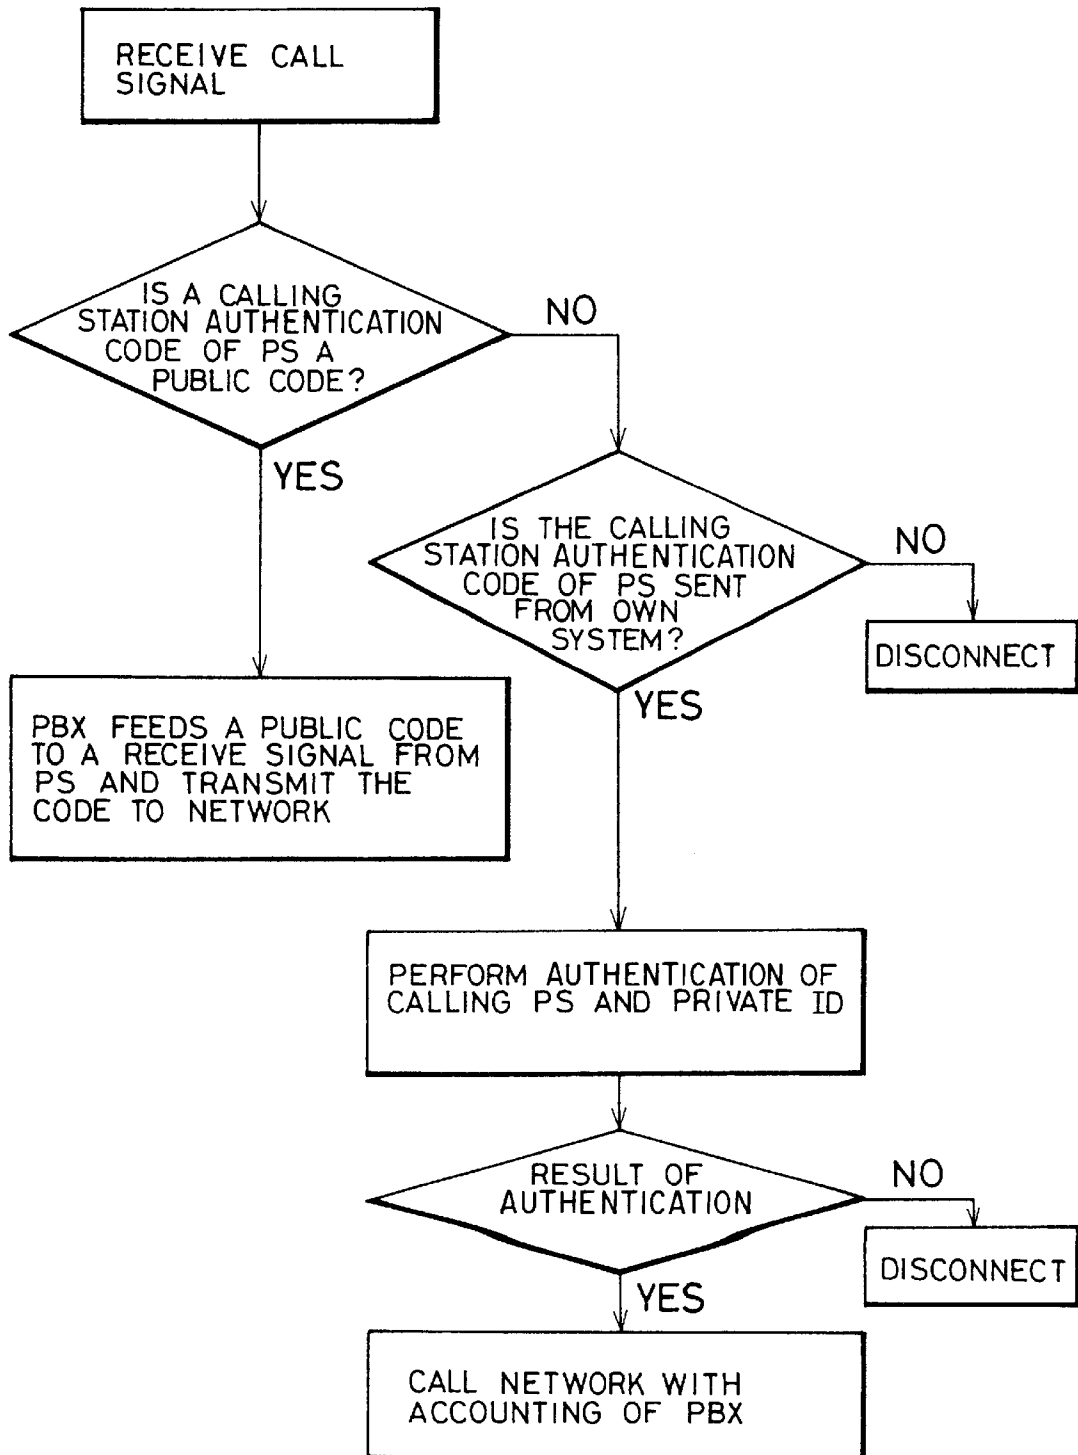 RECEIVE CALL
SIGNAL
IS A CALLING
STATION AUTHENTICATION
CODE OF PS A
PUBLIC CODE?
NO
YES
IS THE CALLING
STATION AUTHENTICATION
CODE OF PS SENT
FROM OWN
SYSTEM?
NO
DISCONNECT
YES
PBX FEEDS A PUBLIC CODE
TO A RECEIVE SIGNAL FROM
PS AND TRANSMIT THE
CODE TO NETWORK
PERFORM AUTHENTICATION OF
CALLING PS AND PRIVATE ID
RESULT OF
AUTHENTICATION
NO
DISCONNECT
YES
CALL NETWORK WITH
ACCOUNTING OF PBX